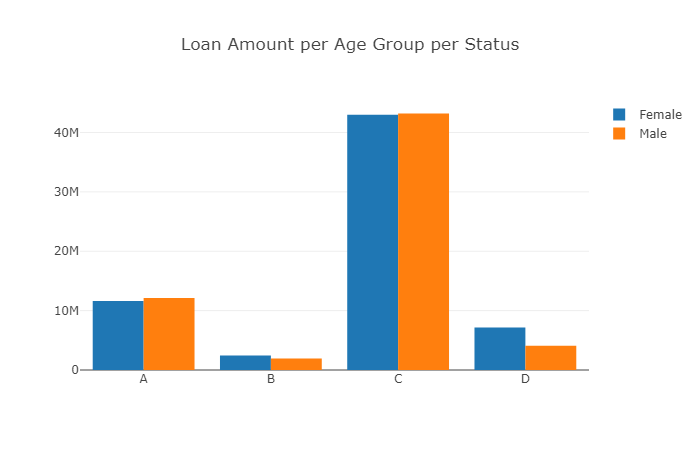 Loan Amount per Age Group per Status
Female
Male
40M
30M
20M
10M
0
A B C D